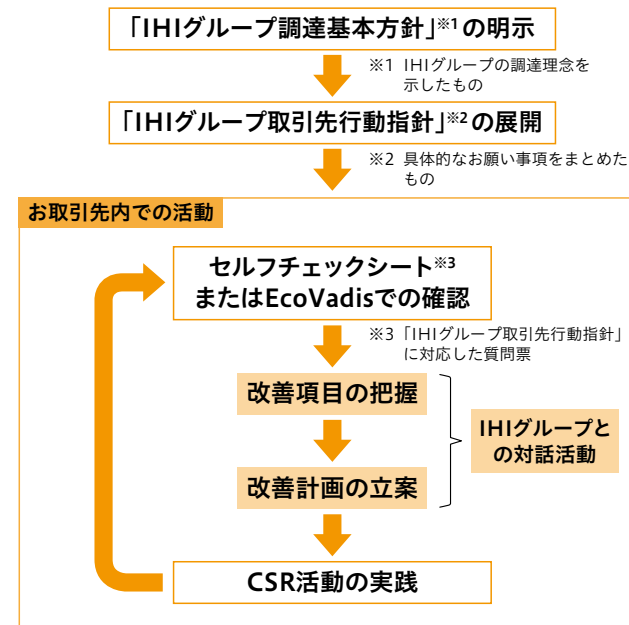 「IHIグループ調達基本方針」※1の明示
※1 IHIグループの調達理念を
示したもの
「IHIグループ取引先行動指針」※2の展開
※2 具体的なお願い事項をまとめた
もの
お取引先内での活動
セルフチェックシート※3
またはEcoVadisでの確認
※3「IHIグループ取引先行動指針」
に対応した質問票
改善項目の把握
IHIグループと
の対話活動
改善計画の立案
CSR活動の実践